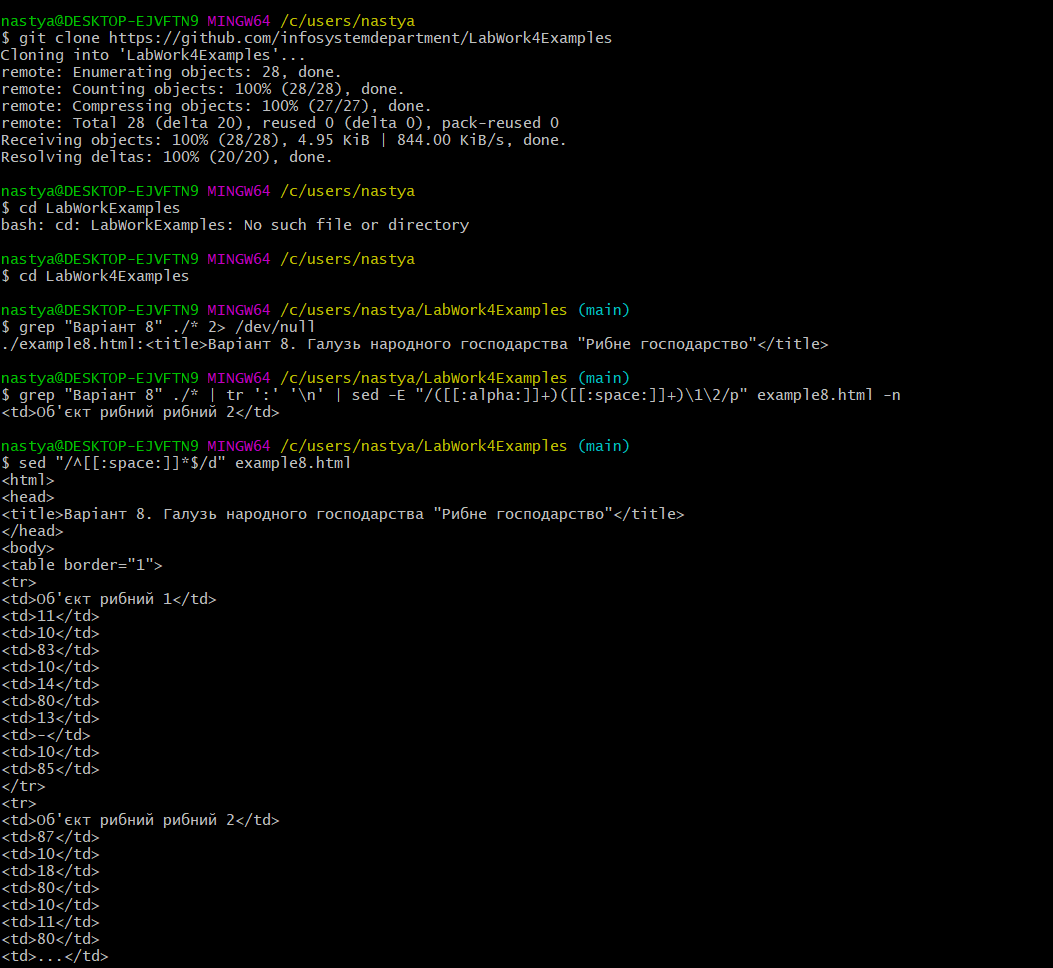 nastya@DESKTOP-EJVFTN9 MINGW64 /c/users/nastya
$ git clone https://github.com/infosystemdepartment/LabWork4Examples
Cloning into 'LabWork4Examples'...
remote: Enumerating objects: 28, done.
remote: Counting objects: 100% (28/28), done.
remote: Compressing objects: 100% (27/27), done.
remote: Total 28 (delta 20), reused 0 (delta 0), pack-reused 0
Receiving objects: 100% (28/28), 4.95 KiB | 844.00 KiB/s, done.
Resolving deltas: 100% (20/20), done.
nastya@DESKTOP-EJVFTN9 MINGW64 /c/users/nastya
$ cd LabWorkExamples
bash: cd: LabWorkExamples: No such file or directory
nastya@DESKTOP-EJVFTN9 MINGW64 /c/users/nastya
$ cd LabWork4Examples
nastya@DESKTOP-EJVFTN9 MINGW64 /c/users/nastya/LabWork4Examples (main)
$ grep "Варіант 8" ./* 2> /dev/null
./example8.html:<title>Варіант 8. Галузь народного господарства "Рибне господарство"</title>
nastya@DESKTOP-EJVFTN9 MINGW64 /c/users/nastya/LabWork4Examples (main)
$ grep "Варіант 8" ./* | tr ':' '\n' | sed -E "/([[:alpha:]]+)([[:space:]]+)\1\2/p" example8.html -n
<td>Об'єкт рибний рибний 2</td>
nastya@DESKTOP-EJVFTN9 MINGW64 /c/users/nastya/LabWork4Examples (main)
$ sed "/^[[:space:]]*$/d" example8.html
<html>
<head>
<title>Варіант 8. Галузь народного господарства "Рибне господарство"</title>
</head>
<body>
<table border="1">
<tr>
<td>Об'єкт рибний 1</td>
<td>11</td>
<td>10</td>
<td>83</td>
<td>10</td>
<td>14</td>
<td>80</td>
<td>13</td>
<td>-</td>
<td>10</td>
<td>85</td>
</tr>
<tr>
<td>Об'єкт рибний рибний 2</td>
<td>87</td>
<td>10</td>
<td>18</td>
<td>80</td>
<td>10</td>
<td>11</td>
<td>80</td>
<td>...</td>